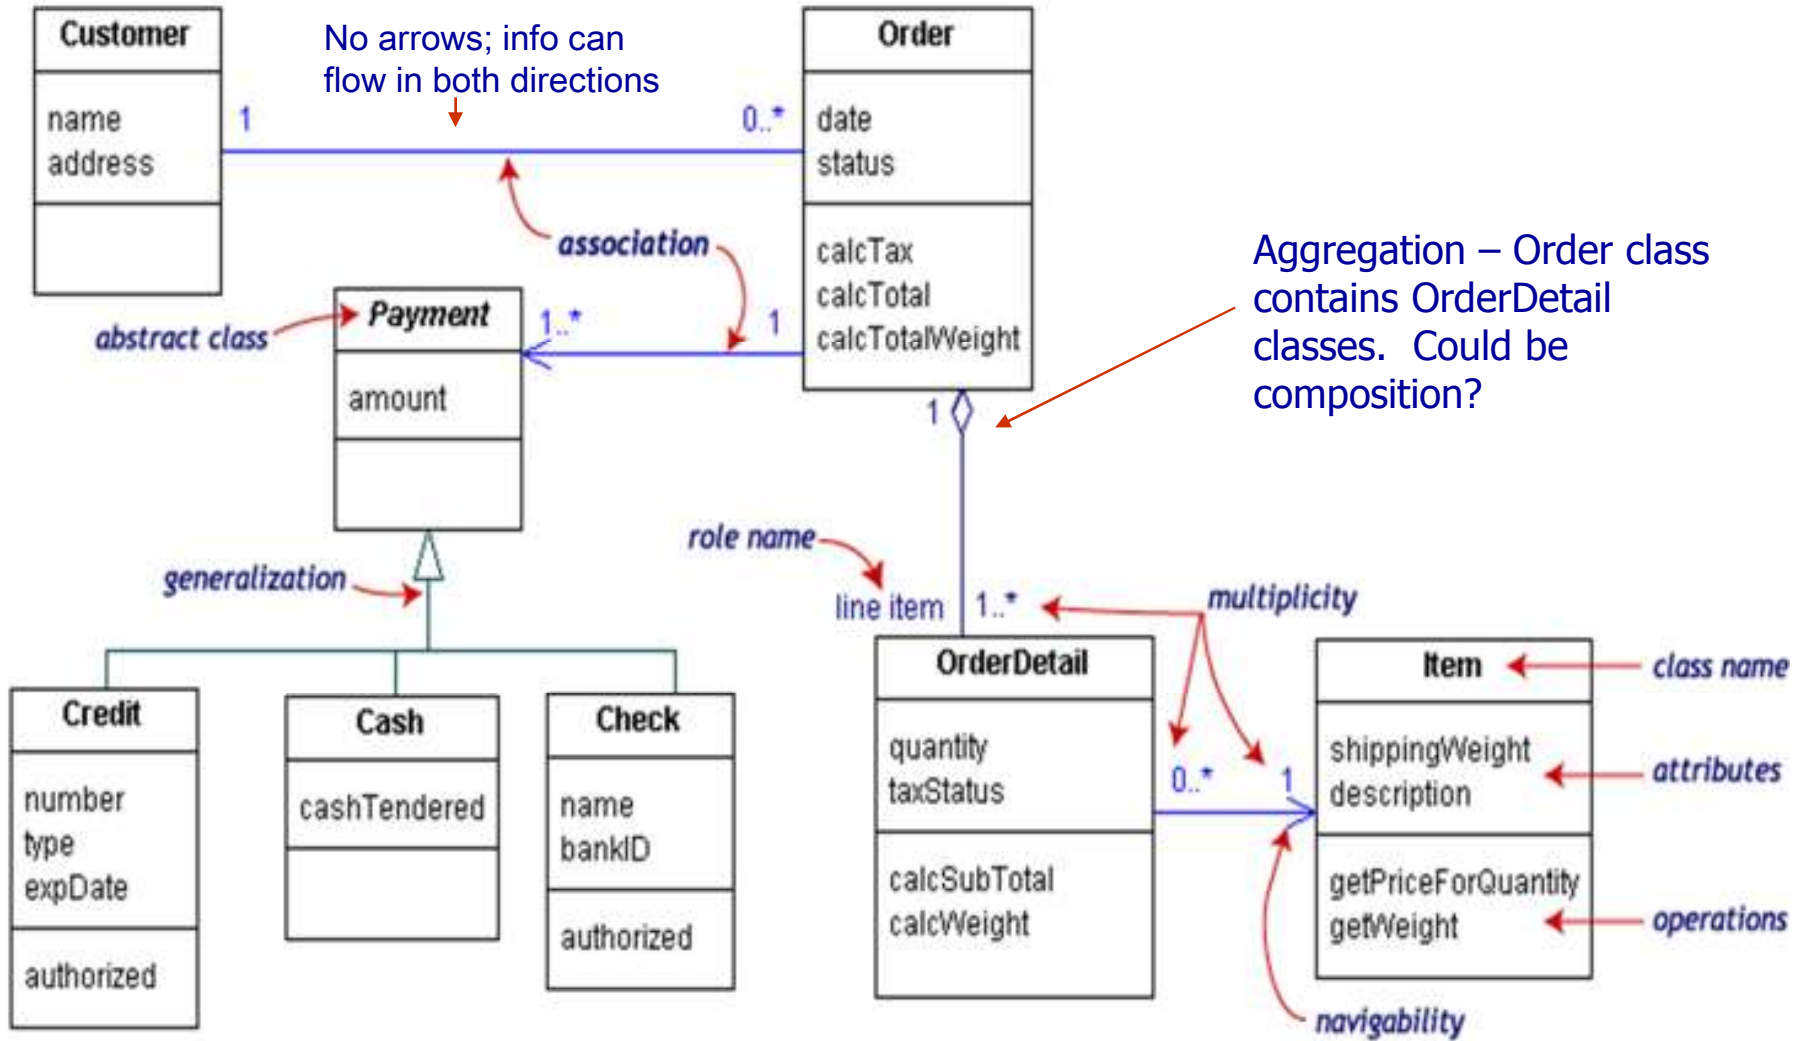 Customer
name
address
No arrows; info can
flow in both directions
1
0..*
association
Order
date
status
calcTax
calcTotal
calcTotalWeight
Aggregation – Order class
contains OrderDetail
classes.  Could be
composition?
abstract class
Payment
amount
1..*
1
1
generalization
role name
line item
1..*
multiplicity
Credit
number
type
expDate
authorized
Cash
cashTendered
Check
name
bankID
authorized
OrderDetail
quantity
taxStatus
calcSubTotal
calcWeight
0..*
1
Item
shippingWeight
description
getPriceForQuantity
getWeight
class name
attributes
operations
navigability